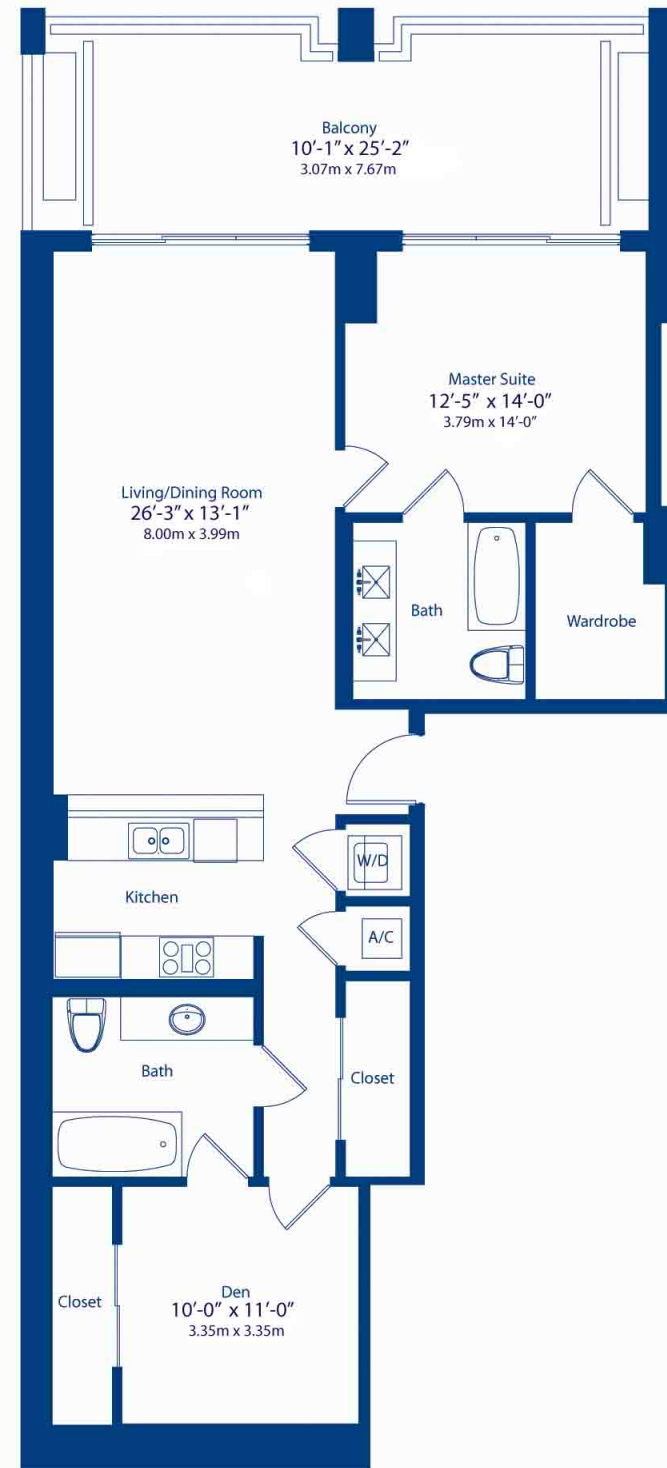 Balcony
10'-1" x 25'-2"
3.07m x 7.67m
Master Suite
12'-5" x 14'-0"
3.79m x 14'-0"
Living/Dining Room
26'-3" x 13'-1"
8.00m x 3.99m
Bath
Wardrobe
W/D
Kitchen
A/C
Bath
Closet
Closet
Den
10'-0" x 11'-0"
3.35m x 3.35m